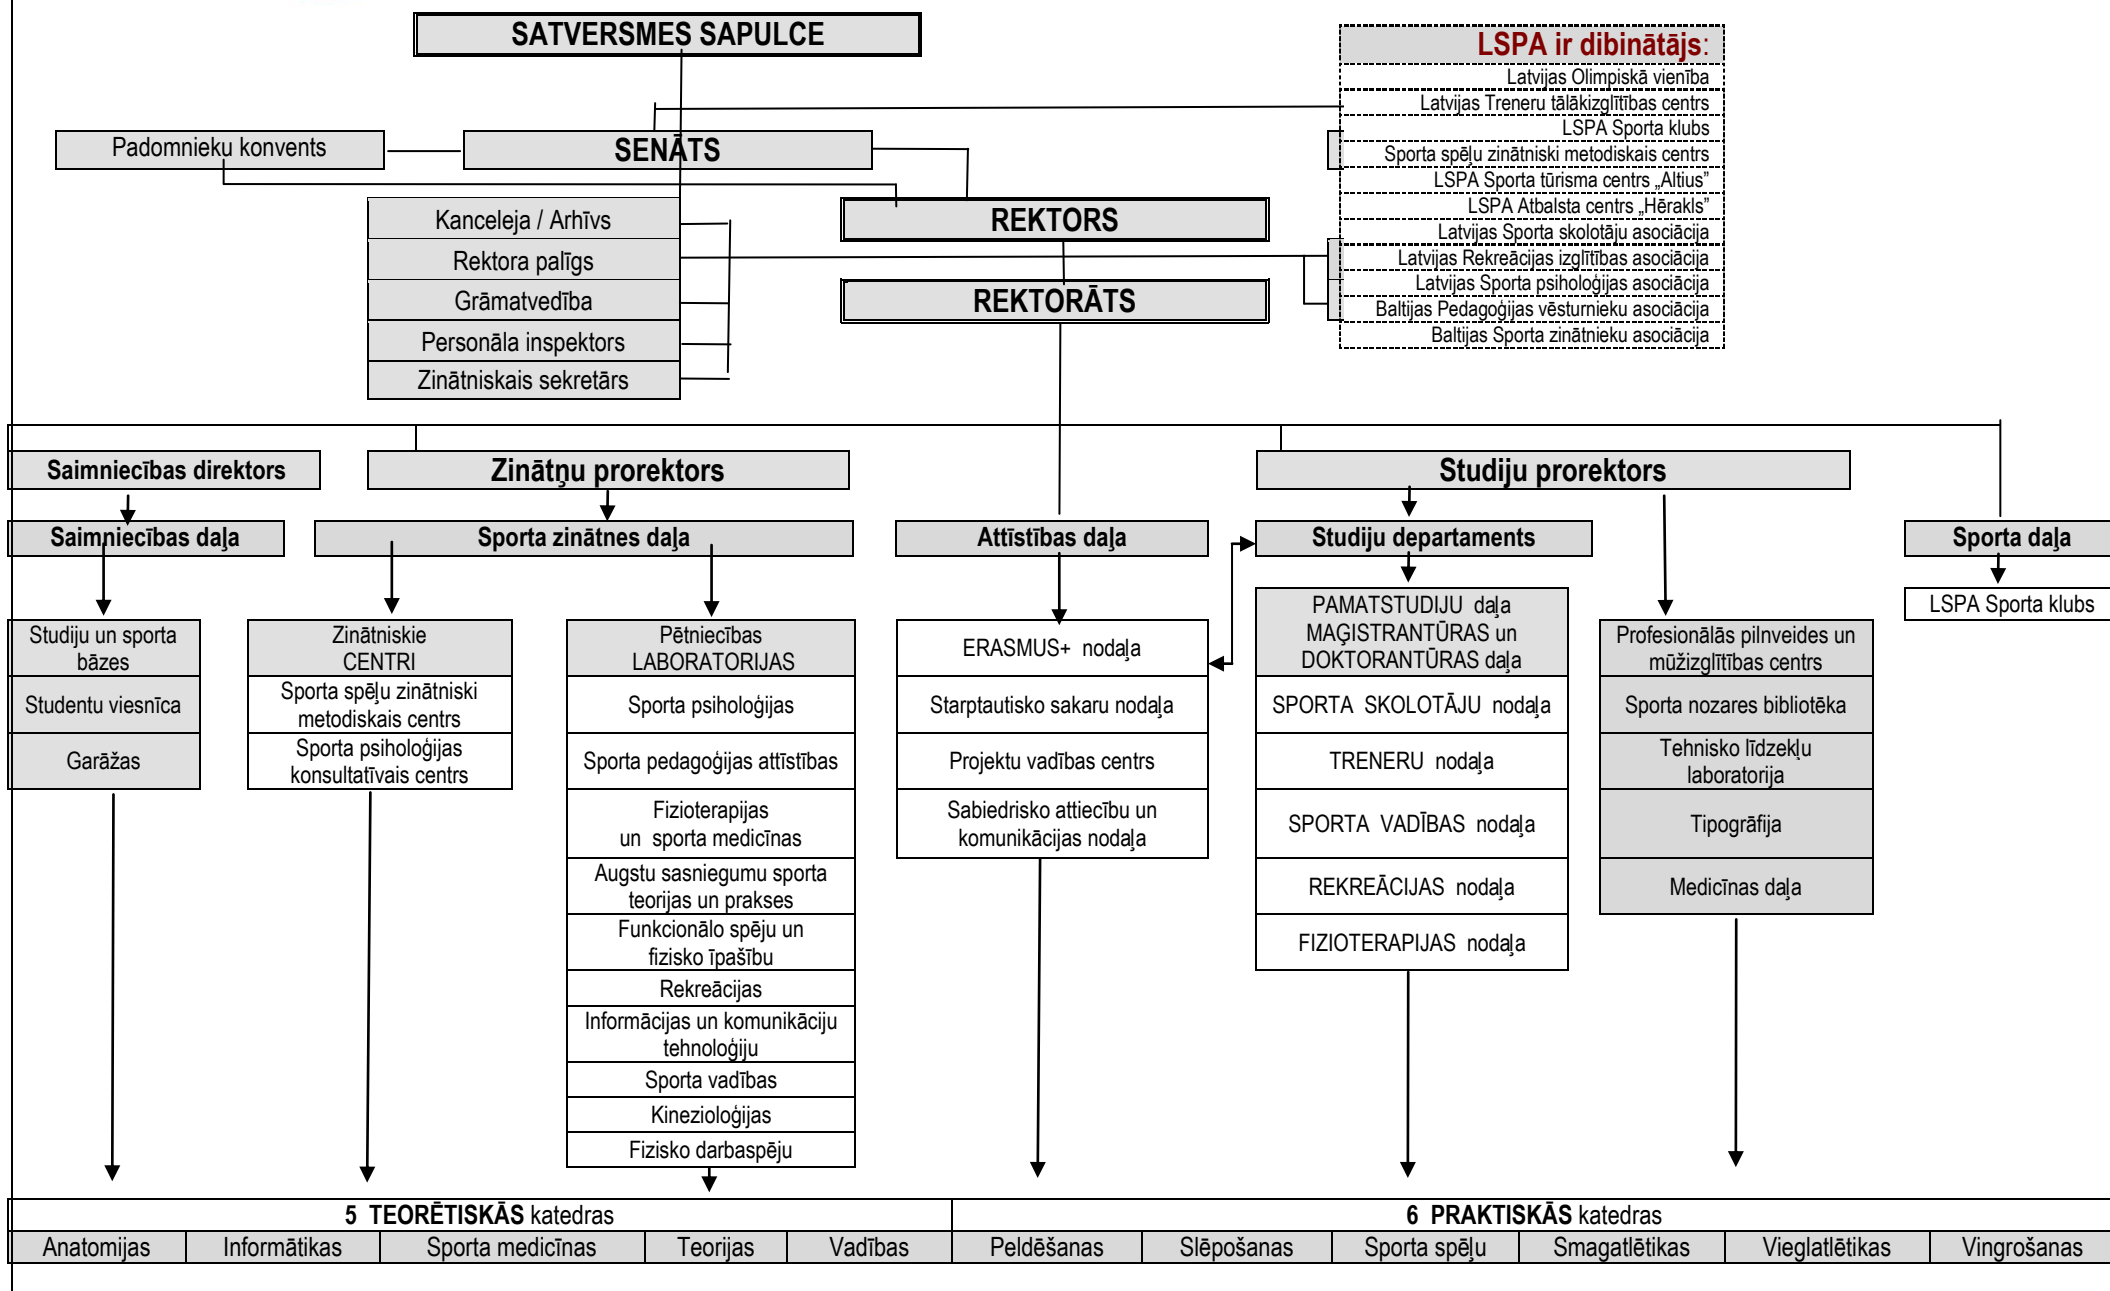 SATVERSMES SAPULCE
LSPA ir dibinātājs:
Latvijas Olimpiskā vienība
Latvijas Treneru tālākizglītības centrs
LSPA Sporta klubs
Sporta spēļu zinātniski metodiskais centrs
LSPA Sporta tūrisma centrs „Altius”
LSPA Atbalsta centrs „Hērakls”
Latvijas Sporta skolotāju asociācija
Latvijas Rekreācijas izglītības asociācija
Latvijas Sporta psiholoģijas asociācija
Baltijas Pedagoģijas vēsturnieku asociācija
Baltijas Sporta zinātnieku asociācija
Padomnieku konvents
SENĀTS
Kanceleja / Arhīvs
Rektora palīgs
Grāmatvedība
Personāla inspektors
Zinātniskais sekretārs
REKTORS
REKTORĀTS
Saimniecības direktors
Zinātņu prorektors
Studiju prorektors
Saimniecības daļa
Sporta zinātnes daļa
Attīstības daļa
Studiju departaments
Sporta daļa
Studiju un sporta
bāzes
Studentu viesnīca
Garāžas
Zinātniskie
CENTRI
Sporta spēļu zinātniski
metodiskais centrs
Sporta psiholoģijas
konsultatīvais centrs
Pētniecības
LABORATORIJAS
Sporta psiholoģijas
Sporta pedagoģijas attīstības
Fizioterapijas
un sporta medicīnas
Augstu sasniegumu sporta
teorijas un prakses
Funkcionālo spēju un
fizisko īpašību
Rekreācijas
Informācijas un komunikāciju
tehnoloģiju
Sporta vadības
Kinezioloģijas
Fizisko darbaspēju
ERASMUS+ nodaļa
Starptautisko sakaru nodaļa
Projektu vadības centrs
Sabiedrisko attiecību un
komunikācijas nodaļa
PAMATSTUDIJU daļa
MAĢISTRANTŪRAS un
DOKTORANTŪRAS daļa
SPORTA SKOLOTĀJU nodaļa
TRENERU nodaļa
SPORTA VADĪBAS nodaļa
REKREĀCIJAS nodaļa
FIZIOTERAPIJAS nodaļa
Profesionālās pilnveides un
mūžizglītības centrs
Sporta nozares bibliotēka
Tehnisko līdzekļu
laboratorija
Tipogrāfija
Medicīnas daļa
LSPA Sporta klubs
5 TEORĒTISKĀS katedras
6 PRAKTISKĀS katedras
Anatomijas
Informātikas
Sporta medicīnas
Teorijas
Vadības
Peldēšanas
Slēpošanas
Sporta spēļu
Smagatlētikas
Vieglatlētikas
Vingrošanas